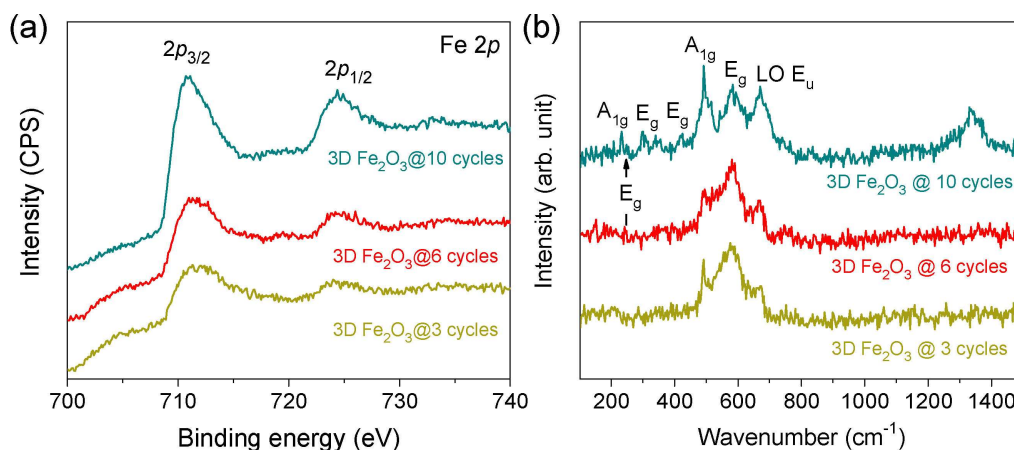 (a)
Fe 2p
2p3/2
2p1/2
3D Fe2O3@10 cycles
3D Fe2O3@6 cycles
3D Fe2O3@3 cycles
Intensity (CPS)
700 710 720 730 740
Binding energy (eV)
(b)
A1g
Eg
LO Eu
A1g
Eg
Eg
Eg
3D Fe2O3 @ 10 cycles
3D Fe2O3 @ 6 cycles
3D Fe2O3 @ 3 cycles
Intensity (arb. unit)
200 400 600 800 1000 1200 1400
Wavenumber (cm-1)